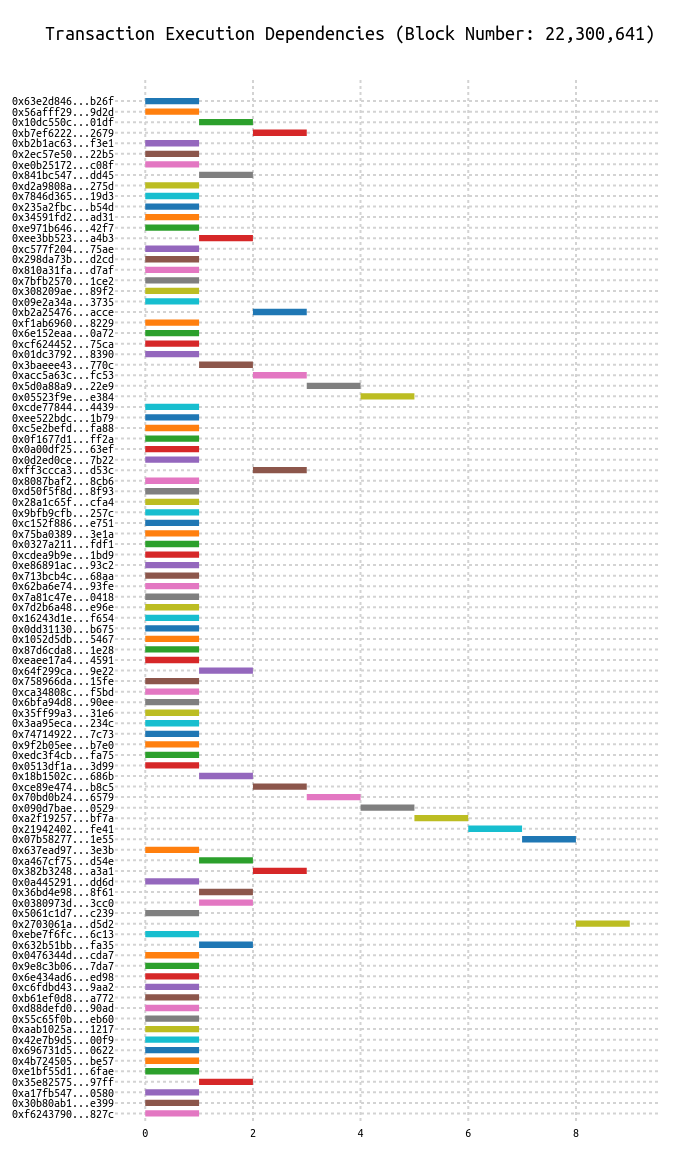 Transaction Execution Dependencies (Block Number: 22,300,641)
0x63e2d846...b26f
0x56afff29...9d2d
0x10dc550c...01df
0xb7ef6222...2679
0xb2b1ac63...f3e1
0x2ec57e50...22b5
0xe0b25172...c08f
0x841bc547...dd45
0xd2a9808a...275d
0x7846d365...19d3
0x235a2fbc...b54d
0x34591fd2...ad31
0xe971b646...42f7
0xee3bb523...a4b3
0xc577f204...75ae
0x298da73b...d2cd
0x810a31fa...d7af
0x7bfb2570...1ce2
0x308209ae...89f2
0x09e2a34a...3735
0xb2a25476...acce
0xf1ab6960...8229
0x6e152eaa...0a72
0xcf624452...75ca
0x01dc3792...8390
0x3baeee43...770c
0xacc5a63c...fc53
0x5d0a88a9...22e9
0x05523f9e...e384
0xcde77844...4439
0xee522bdc...1b79
0xc5e2befd...fa88
0x0f1677d1...ff2a
0x0a00df25...63ef
0x0d2ed0ce...7b22
0xff3ccca3...d53c
0x8087baf2...8cb6
0xd50f5f8d...8f93
0x28a1c65f...cfa4
0x9bfb9cfb...257c
0xc152f886...e751
0x75ba0389...3e1a
0x0327a211...fdf1
0xcdea9b9e...1bd9
0xe86891ac...93c2
0x713bcb4c...68aa
0x62ba6e74...93fe
0x7a81c47e...0418
0x7d2b6a48...e96e
0x16243d1e...f654
0x0dd31130...b675
0x1052d5db...5467
0x87d6cda8...1e28
0xeaee17a4...4591
0x64f299ca...9e22
0x758966da...15fe
0xca34808c...f5bd
0x6bfa94d8...90ee
0x35ff99a3...31e6
0x3aa95eca...234c
0x74714922...7c73
0x9f2b05ee...b7e0
0xedc3f4cb...fa75
0x0513df1a...3d99
0x18b1502c...686b
0xce89e474...b8c5
0x70bd0b24...6579
0x090d7bae...0529
0xa2f19257...bf7a
0x21942402...fe41
0x07b58277...1e55
0x637ead97...3e3b
0xa467cf75...d54e
0x382b3248...a3a1
0x0a445291...dd6d
0x36bd4e98...8f61
0x0380973d...3cc0
0x5061c1d7...c239
0x2703061a...d5d2
0xebe7f6fc...6c13
0x632b51bb...fa35
0x0476344d...cda7
0x9e8c3b06...7da7
0x6e434ad6...ed98
0xc6fdbd43...9aa2
0xb61ef0d8...a772
0xd88defd0...90ad
0x55c65f0b...eb60
0xaab1025a...1217
0x42e7b9d5...00f9
0x696731d5...0622
0x4b724505...be57
0xe1bf55d1...6fae
0x35e82575...97ff
0xa17fb547...0580
0x30b80ab1...e399
0xf6243790...827c
0 2 4 6 8